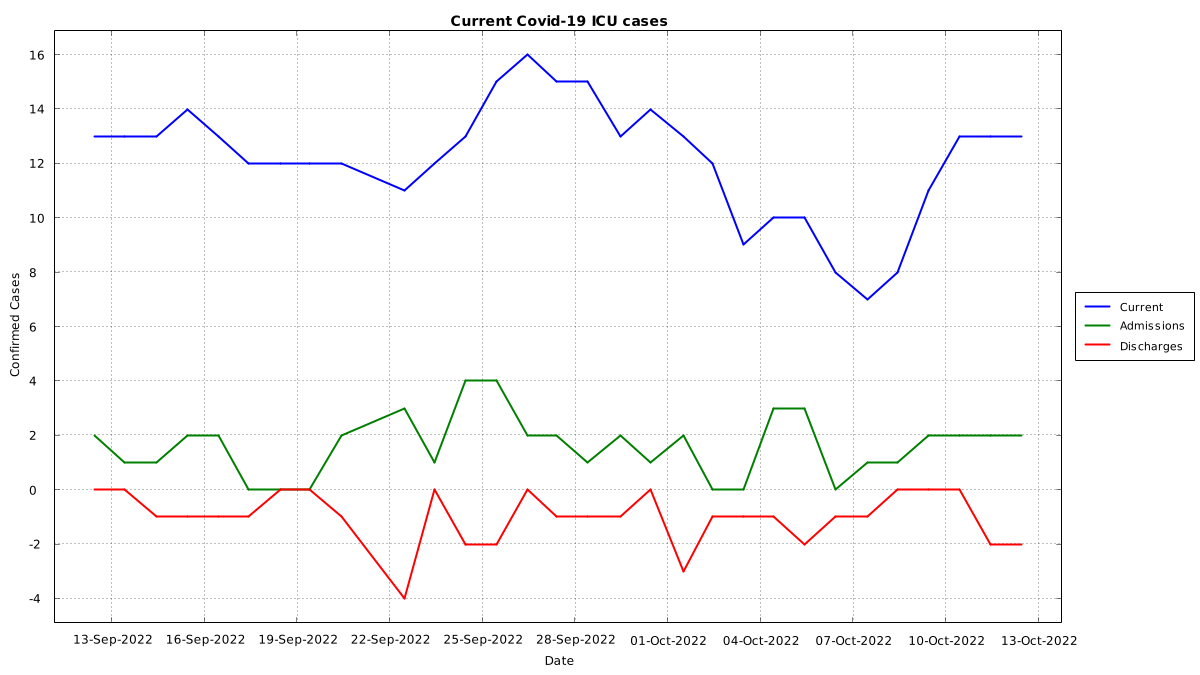 Current Covid-19 ICU cases
16
14
12
10
8
6
4
2
0
-2
-4
Confirmed Cases
13-Sep-2022 16-Sep-2022 19-Sep-2022 22-Sep-2022 25-Sep-2022 28-Sep-2022 01-Oct-2022 04-Oct-2022 07-Oct-2022 10-Oct-2022 13-Oct-2022
Date
Current
Admissions
Discharges